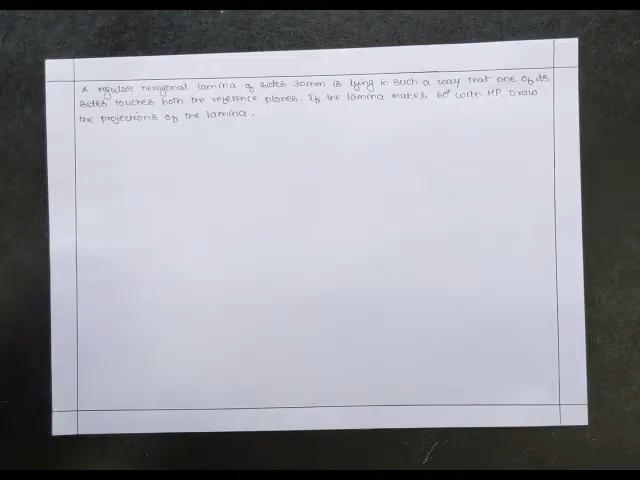 A regular hexagonal lamina of sides 30mm is lying in such a way that one of its
sides touches both the reference planes. If the lamina makes 60° with HP. Draw
the projections of the lamina.